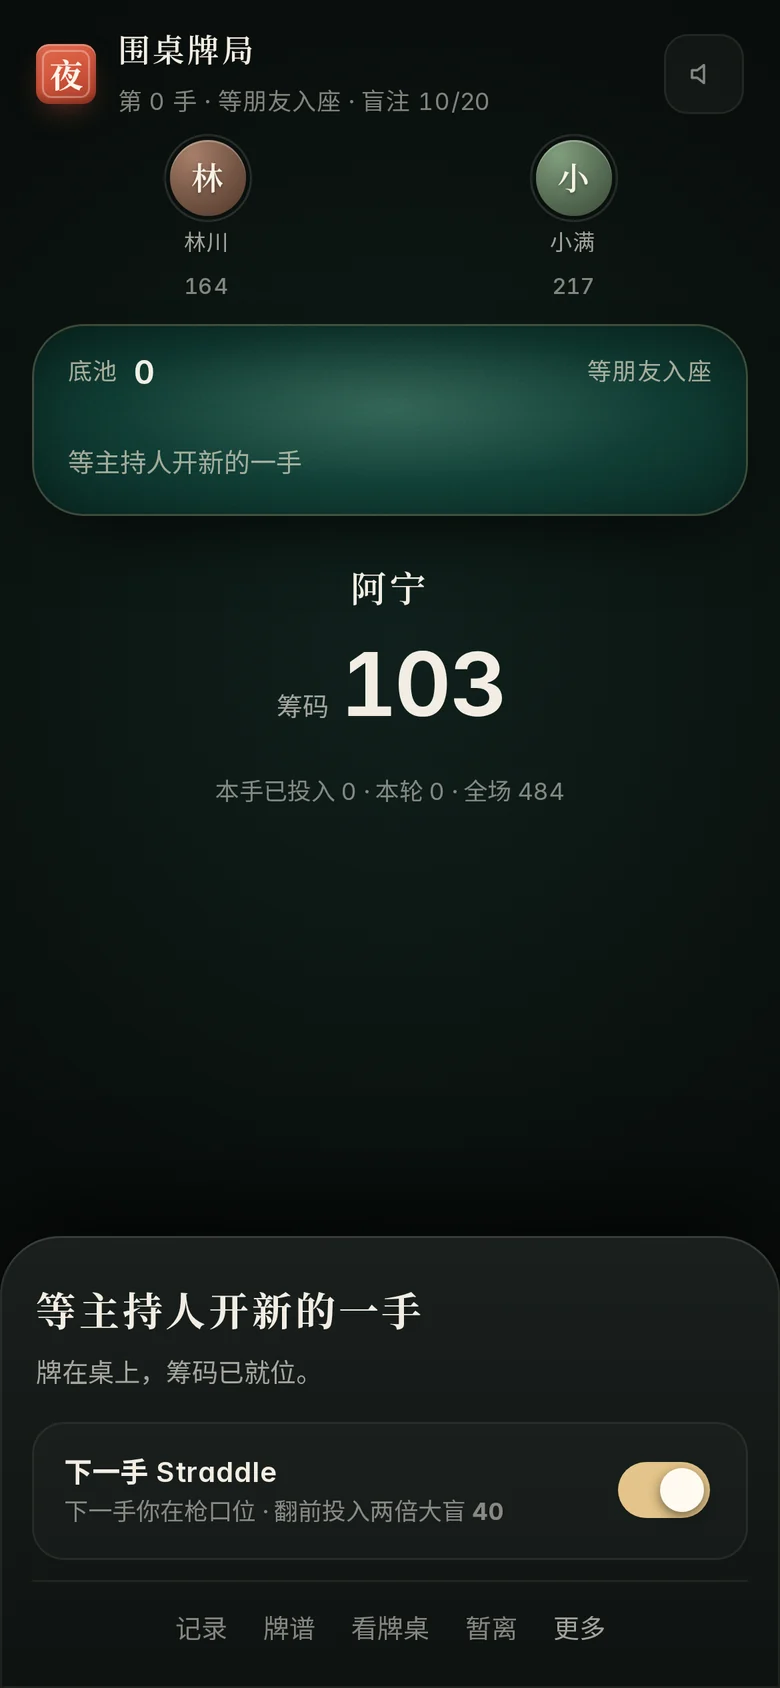 夜
围桌牌局
第 0 手 · 等朋友入座 · 盲注 10/20
林
小
林川
小满
164
217
底池 0
等朋友入座
等主持人开新的一手
阿宁
筹码 103
本手已投入 0 · 本轮 0 · 全场 484
等主持人开新的一手
牌在桌上，筹码已就位。
下一手 Straddle
下一手你在枪口位 · 翻前投入两倍大盲 40
记录 牌谱 看牌桌 暂离 更多